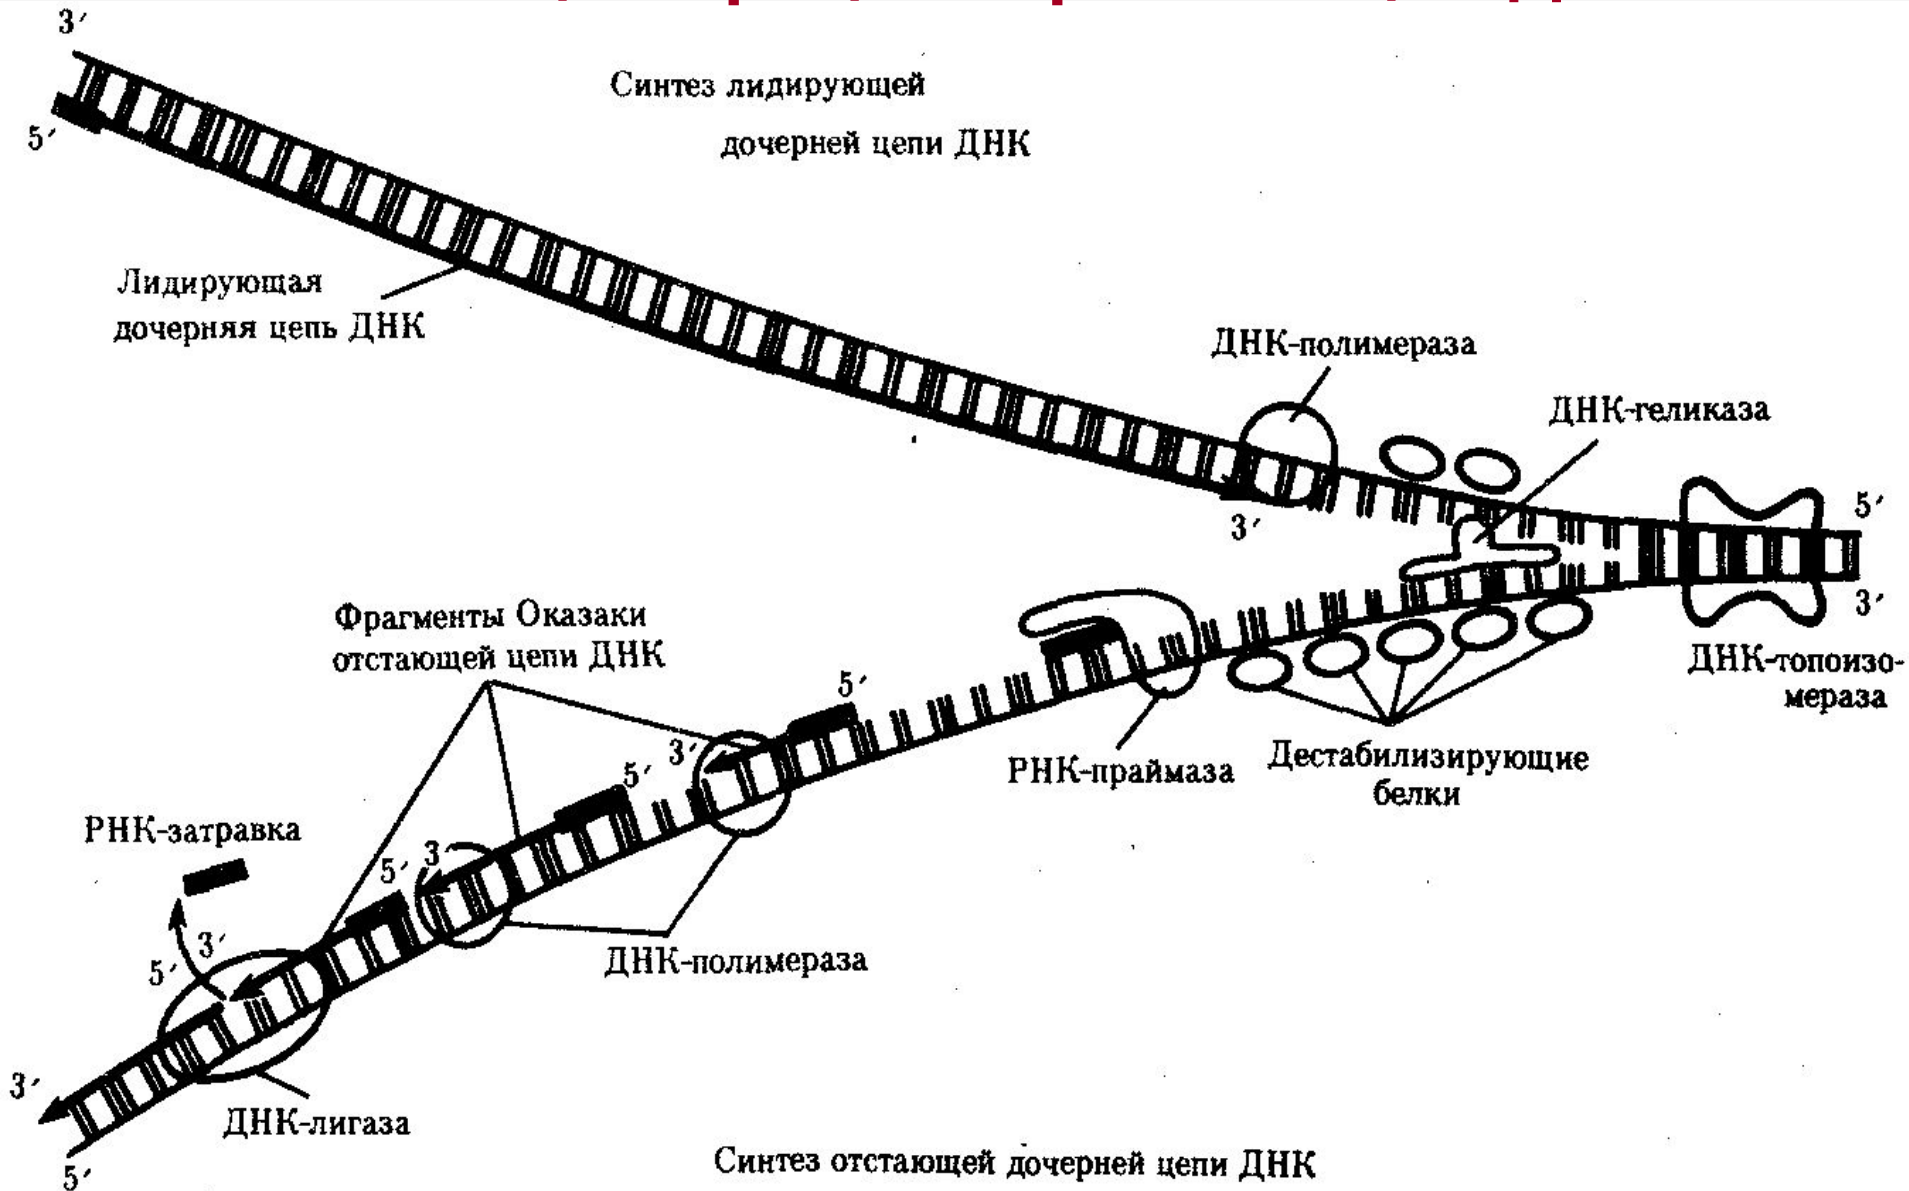 3′
Синтез лидирующей
дочерней цепи ДНК
5′
Лидирующая
дочерняя цепь ДНК
ДНК-полимераза
ДНК-геликаза
5′
3′
3′
ДНК-топоизо-
мераза
Фрагменты Оказаки
отстающей цепи ДНК
5′
3′
РНК-праймаза
Дестабилизирующие
белки
5′
РНК-затравка
5′
3′
ДНК-полимераза
3′
5′
3′
ДНК-лигаза
Синтез отстающей дочерней цепи ДНК
5′